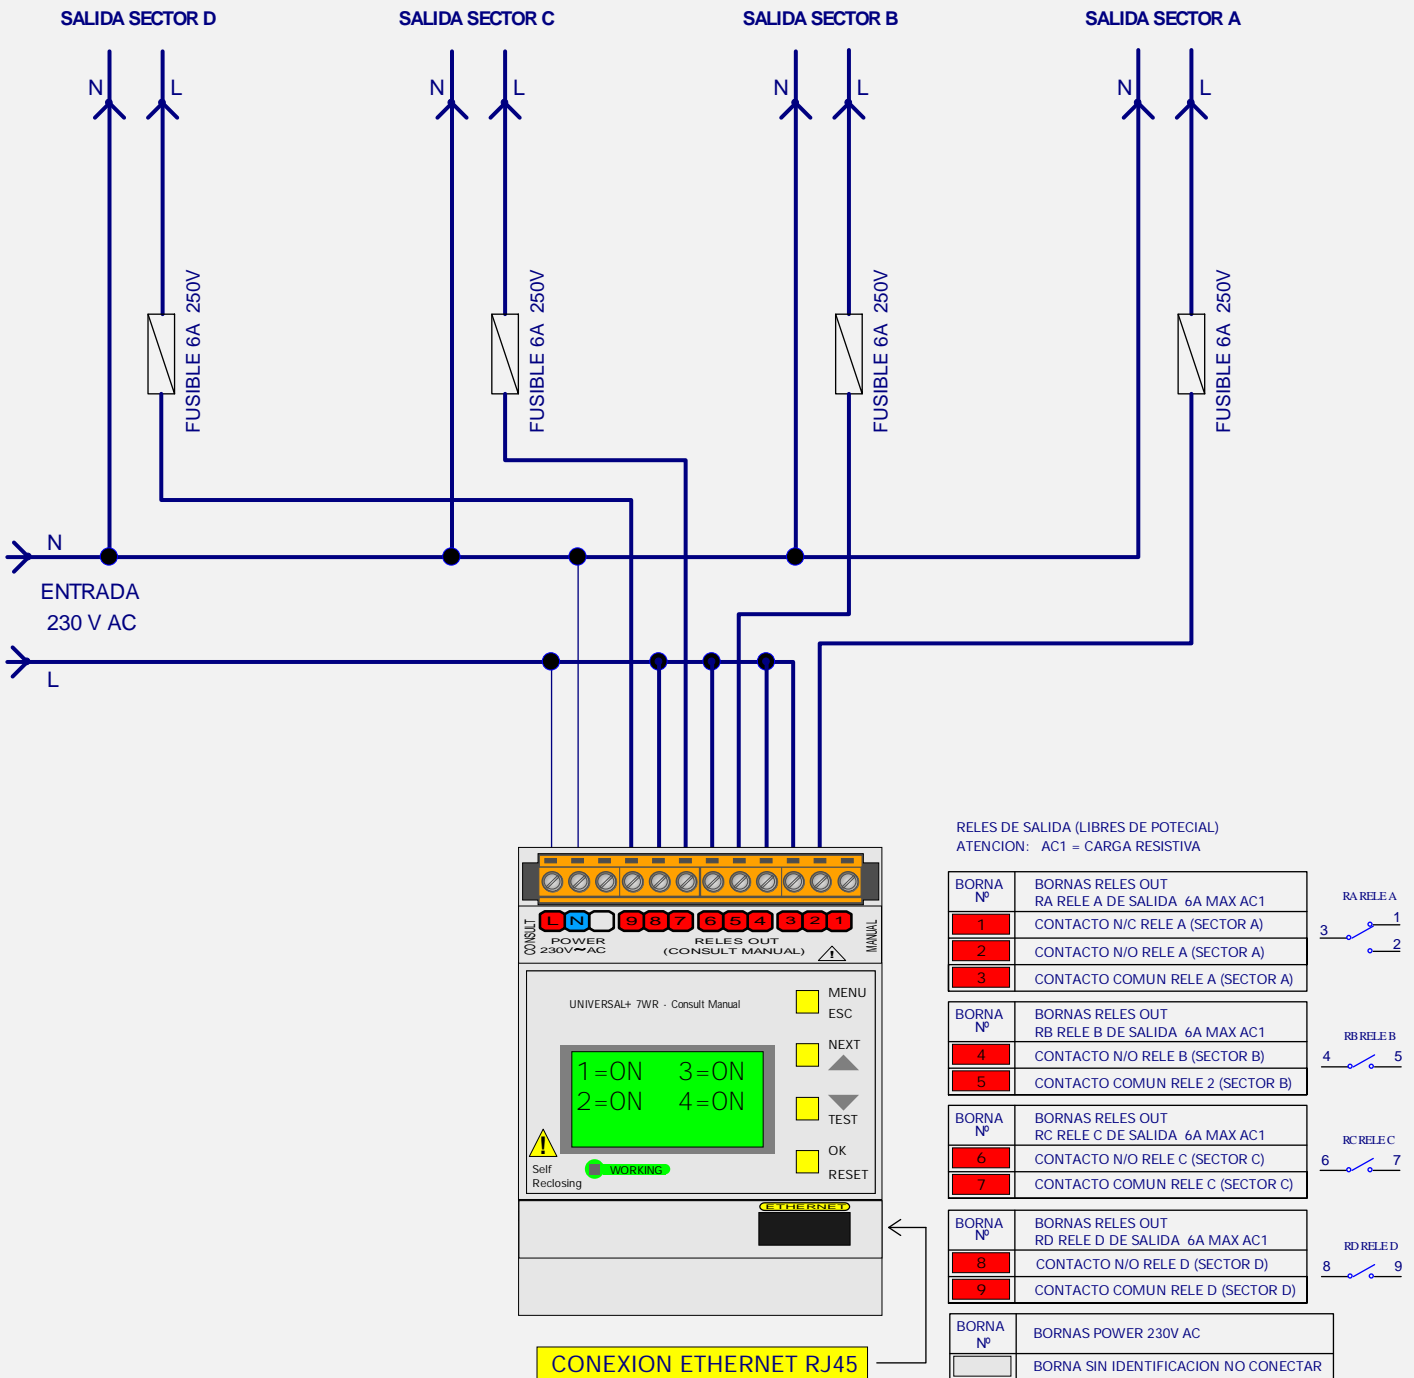 SALIDA SECTOR D
SALIDA SECTOR C
SALIDA SECTOR B
SALIDA SECTOR A
N
L
N
L
N
L
N
L
FUSIBLE 6A 250V
FUSIBLE 6A 250V
FUSIBLE 6A 250V
FUSIBLE 6A 250V
N
ENTRADA
230 V AC
L
CONSULT
L N 9 8 7 6 5 4 3 2 1
MANUAL
POWER
230V~AC
RELES OUT
(CONSULT MANUAL)
UNIVERSAL+ 7WR - Consult Manual
MENU
ESC
NEXT
TEST
OK
RESET
1=ON 3=ON
2=ON 4=ON
Self
Reclosing
WORKING
ETHERNET
CONEXION ETHERNET RJ45
RELES DE SALIDA (LIBRES DE POTECIAL)
ATENCION: AC1 = CARGA RESISTIVA
BORNA
Nº
BORNAS RELES OUT
RA RELE A DE SALIDA 6A MAX AC1
1 CONTACTO N/C RELE A (SECTOR A)
2 CONTACTO N/O RELE A (SECTOR A)
3 CONTACTO COMUN RELE A (SECTOR A)
RA RELE A
3
1
2
BORNA
Nº
BORNAS RELES OUT
RB RELE B DE SALIDA 6A MAX AC1
4 CONTACTO N/O RELE B (SECTOR B)
5 CONTACTO COMUN RELE 2 (SECTOR B)
RB RELE B
4 5
BORNA
Nº
BORNAS RELES OUT
RC RELE C DE SALIDA 6A MAX AC1
6 CONTACTO N/O RELE C (SECTOR C)
7 CONTACTO COMUN RELE C (SECTOR C)
RC RELE C
6 7
BORNA
Nº
BORNAS RELES OUT
RD RELE D DE SALIDA 6A MAX AC1
8 CONTACTO N/O RELE D (SECTOR D)
9 CONTACTO COMUN RELE D (SECTOR D)
RD RELE D
8 9
BORNA
Nº
BORNAS POWER 230V AC
BORNA SIN IDENTIFICACION NO CONECTAR